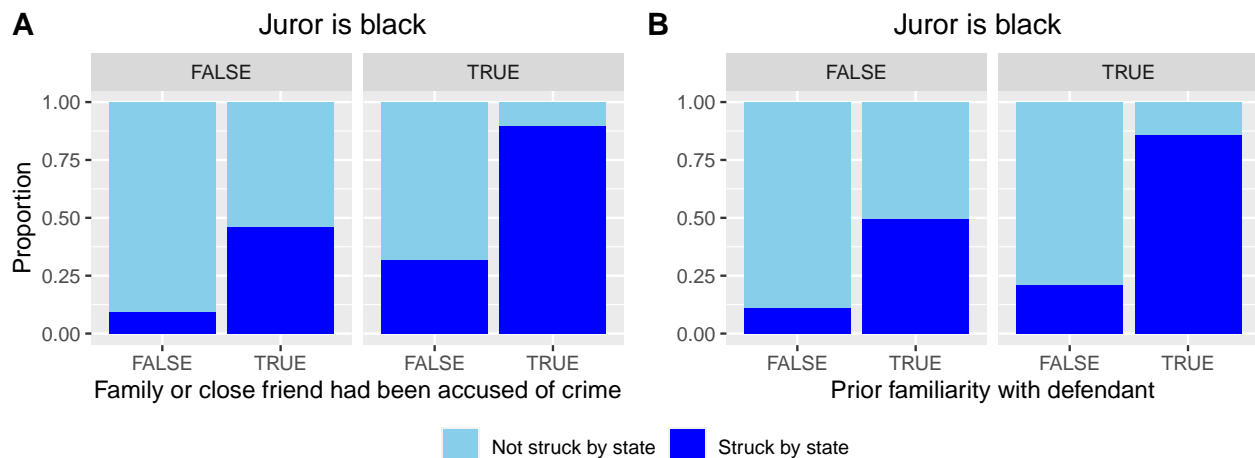 A
Juror is black
FALSE
TRUE
Proportion
1.00
0.75
0.50
0.25
0.00
FALSE
TRUE
FALSE
TRUE
Family or close friend had been accused of crime
B
Juror is black
FALSE
TRUE
1.00
0.75
0.50
0.25
0.00
FALSE
TRUE
FALSE
TRUE
Prior familiarity with defendant
Not struck by state
Struck by state